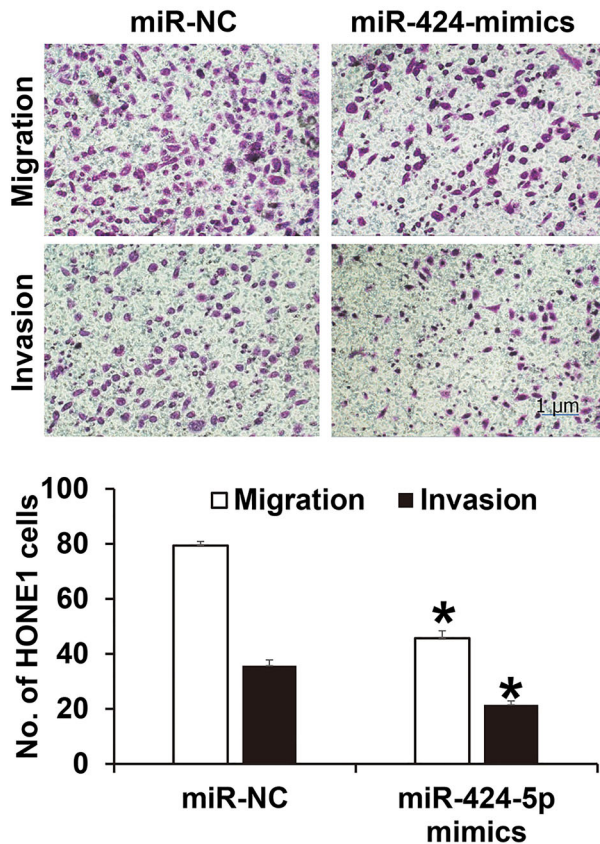 miR-NC
miR-424-mimics
Migration
Invasion
1 µm
100
80
60
40
20
0
No. of HONE1 cells
Migration
Invasion
*
*
miR-NC
miR-424-5p
mimics